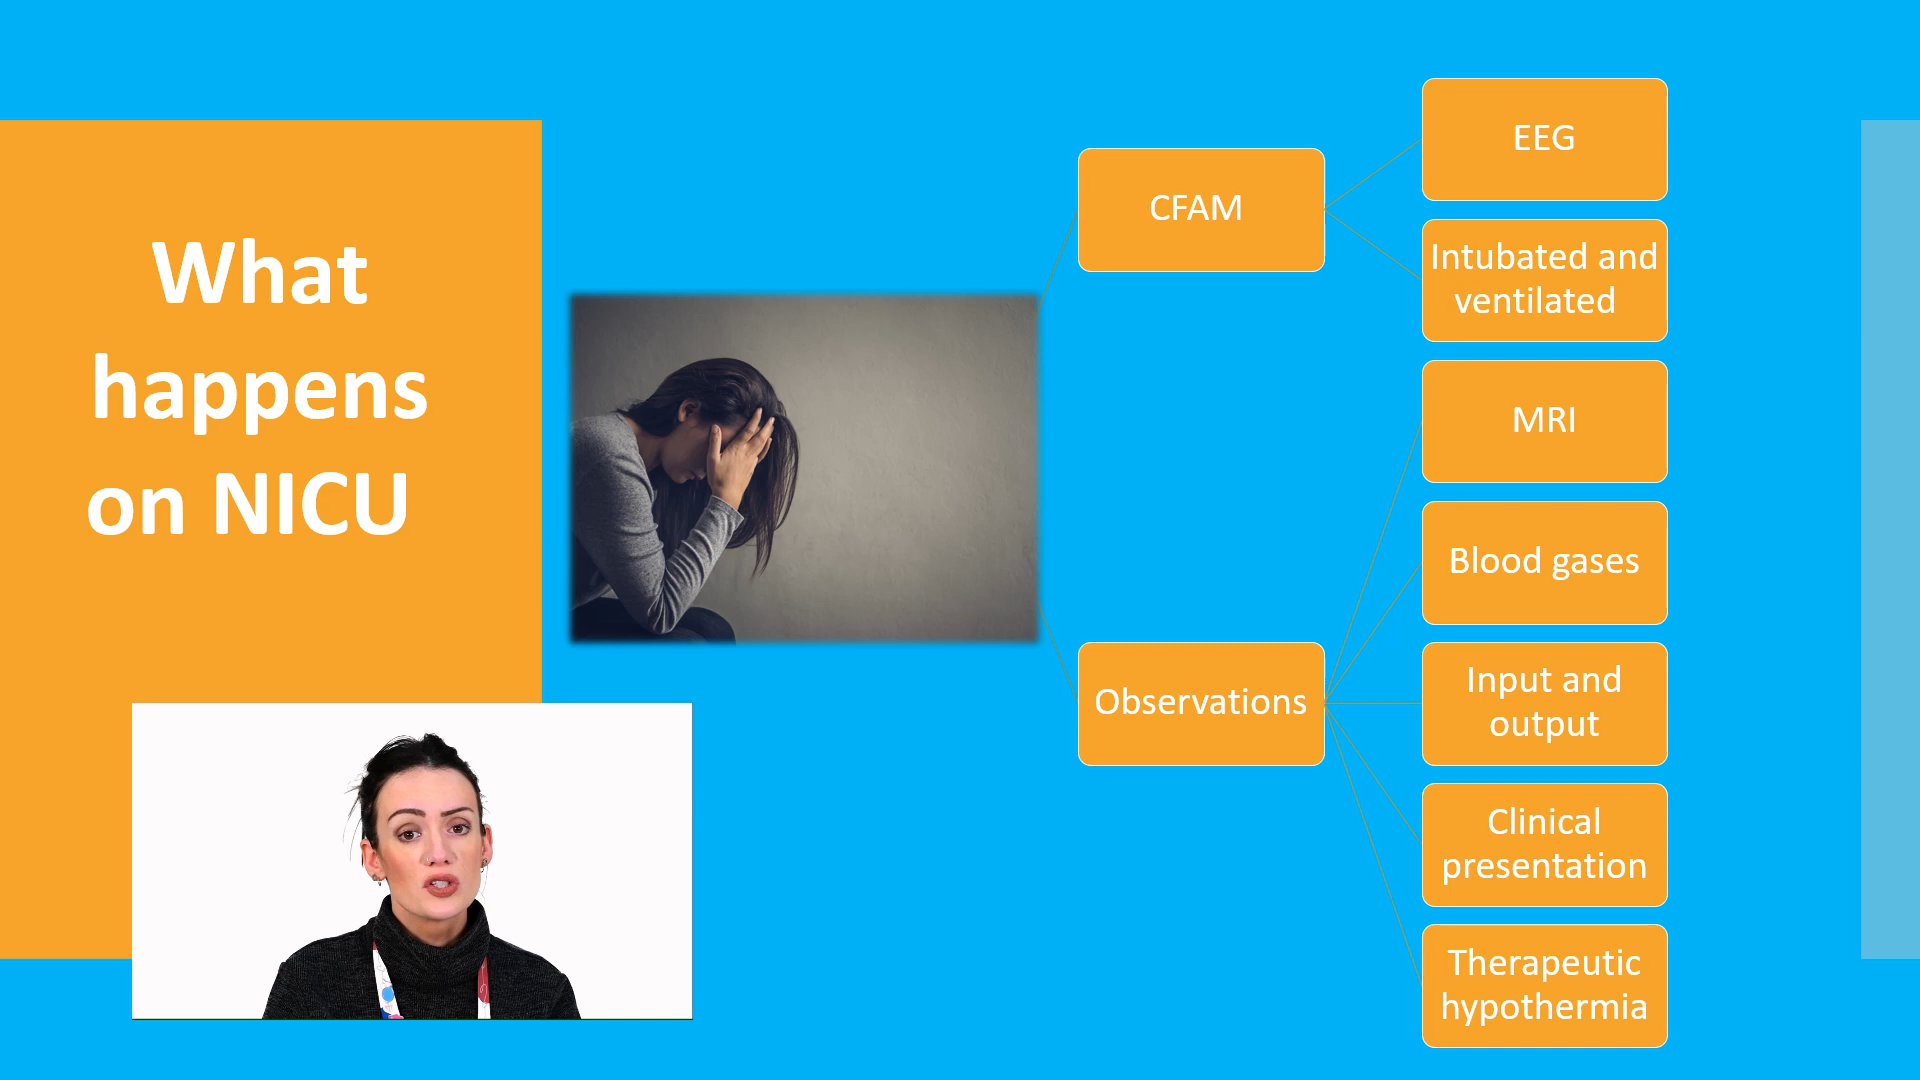 What
happens
on NICU
CFAM
EEG
Intubated and
ventilated
Observations
MRI
Blood gases
Input and
output
Clinical
presentation
Therapeutic
hypothermia